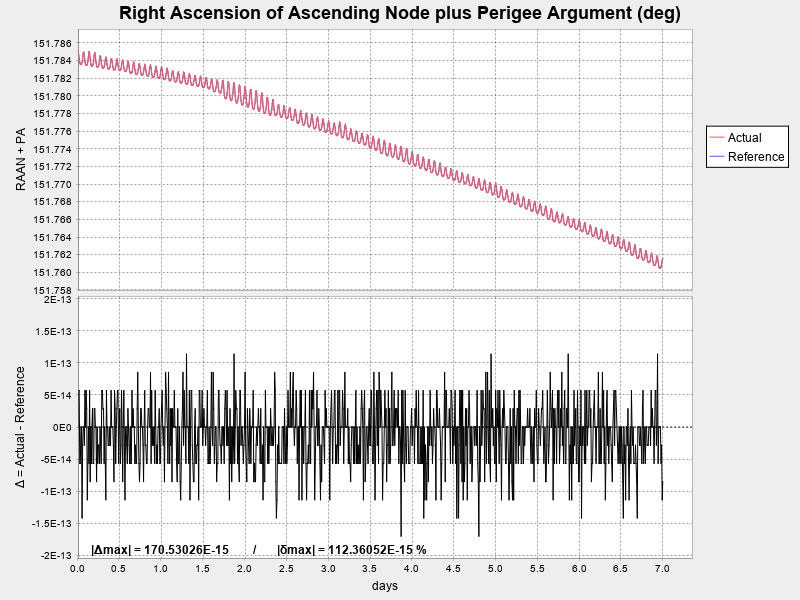 Right Ascension of Ascending Node plus Perigee Argument (deg)
151.786
151.784
151.782
151.780
151.778
151.776
151.774
151.772
151.770
151.768
151.766
151.764
151.762
151.760
151.758
RAAN + PA
Actual
Reference
2E-13
1.5E-13
1E-13
5E-14
0E0
-5E-14
-1E-13
-1.5E-13
-2E-13
Δ = Actual - Reference
|Δmax| = 170.53026E-15 / |δmax| = 112.36052E-15 %
0.0 0.5 1.0 1.5 2.0 2.5 3.0 3.5 4.0 4.5 5.0 5.5 6.0 6.5 7.0
days